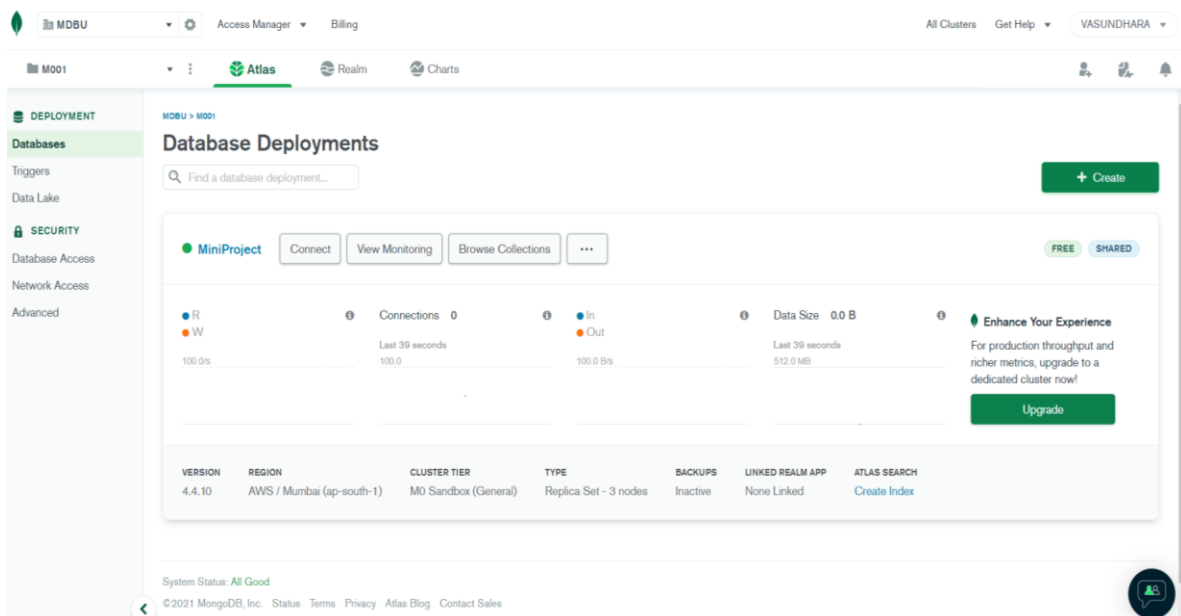 MDBU
Access Manager
Billing
All Clusters
Get Help
VASUNDHARA
M001
Atlas
Realm
Charts
DEPLOYMENT
Databases
Triggers
Data Lake
SECURITY
Database Access
Network Access
Advanced
MDBU > M001
Database Deployments
Find a database deployment...
+ Create
MiniProject
Connect
View Monitoring
Browse Collections
...
FREE
SHARED
R
W
100.0/s
Connections 0
Last 39 seconds
100.0
In
Out
100.0 B/s
Data Size 0.0 B
Last 39 seconds
512.0 MB
Enhance Your Experience
For production throughput and
richer metrics, upgrade to a
dedicated cluster now!
Upgrade
VERSION
4.4.10
REGION
AWS / Mumbai (ap-south-1)
CLUSTER TIER
M0 Sandbox (General)
TYPE
Replica Set - 3 nodes
BACKUPS
Inactive
LINKED REALM APP
None Linked
ATLAS SEARCH
Create Index
System Status: All Good
©2021 MongoDB, Inc. Status Terms Privacy Atlas Blog Contact Sales